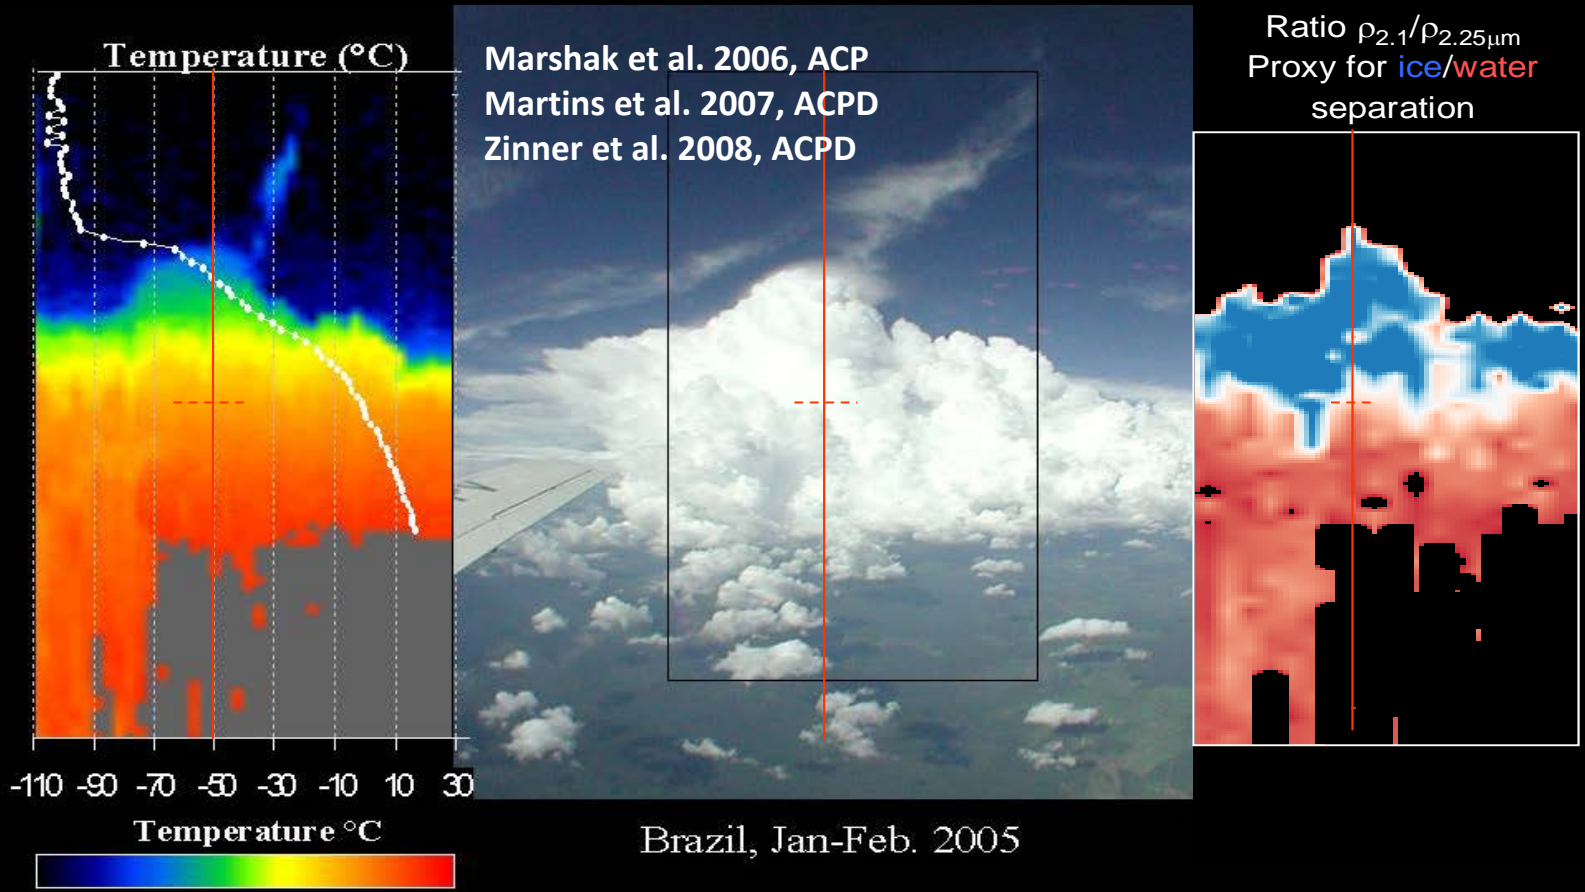 Temperature (°C)
Marshak et al. 2006, ACP
Martins et al. 2007, ACPD
Zinner et al. 2008, ACPD
Ratio ρ2.1/ρ2.25μm
Proxy for ice/water
separation
-110 -90 -70 -50 -30 -10 10 30
Temperature °C
Brazil, Jan-Feb. 2005